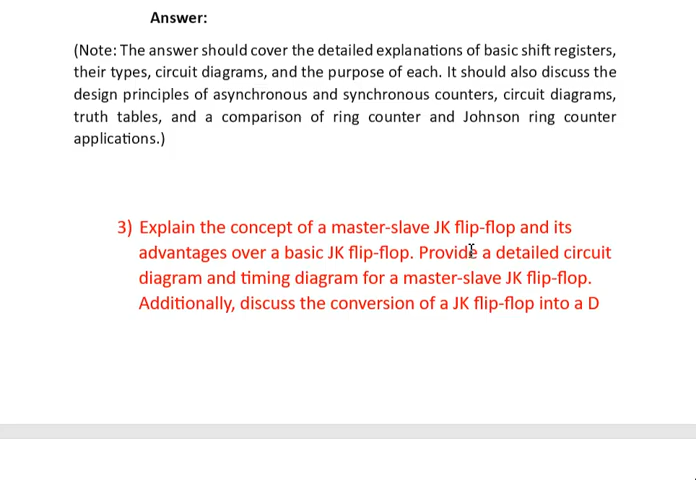 Answer:
(Note: The answer should cover the detailed explanations of basic shift registers,
their types, circuit diagrams, and the purpose of each. It should also discuss the
design principles of asynchronous and synchronous counters, circuit diagrams,
truth tables, and a comparison of ring counter and Johnson ring counter
applications.)
3) Explain the concept of a master-slave JK flip-flop and its
advantages over a basic JK flip-flop. Provide a detailed circuit
diagram and timing diagram for a master-slave JK flip-flop.
Additionally, discuss the conversion of a JK flip-flop into a D